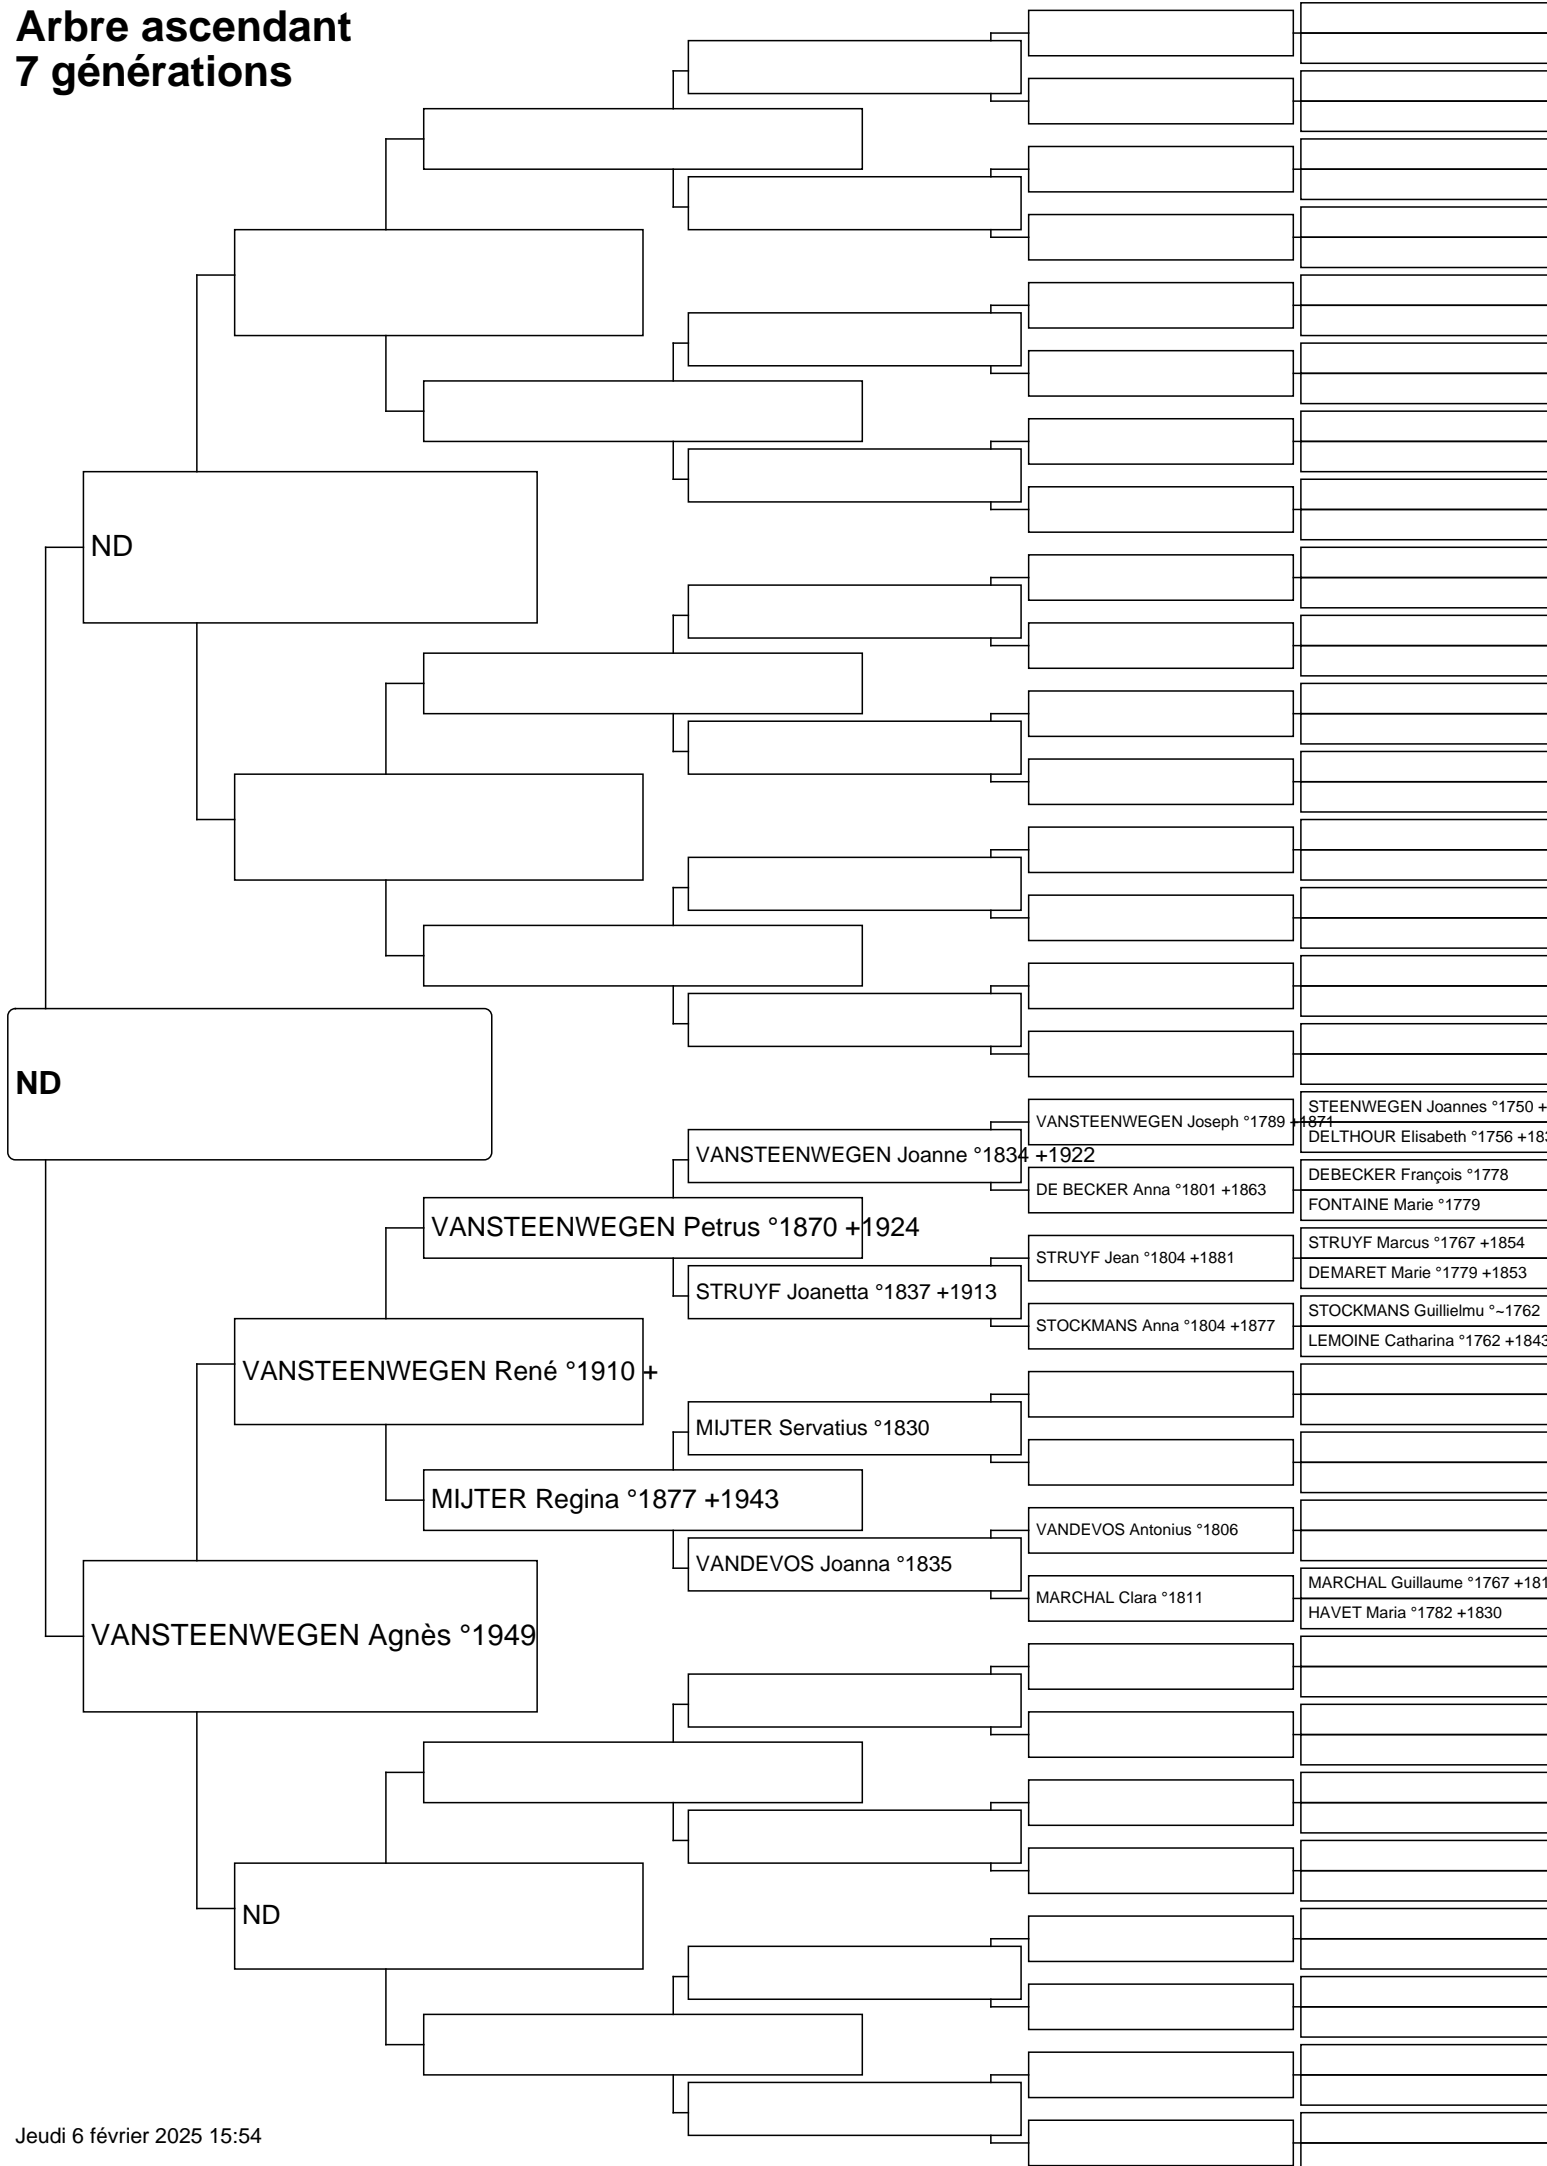 Arbre ascendant
7 générations
ND
ND
VANSTEENWEGEN Joseph °1789 +1871
STEENWEGEN Joannes °1750 +
DELTHOUR Elisabeth °1756 +183
VANSTEENWEGEN Joanne °1834 +1922
DE BECKER Anna °1801 +1863
DEBECKER François °1778
FONTAINE Marie °1779
VANSTEENWEGEN Petrus °1870 +1924
STRUYF Jean °1804 +1881
STRUYF Marcus °1767 +1854
DEMARET Marie °1779 +1853
STRUYF Joanetta °1837 +1913
STOCKMANS Anna °1804 +1877
STOCKMANS Guillielmu °~1762
LEMOINE Catharina °1762 +1843
VANSTEENWEGEN René °1910 +
MIJTER Servatius °1830
MIJTER Regina °1877 +1943
VANDEVOS Antonius °1806
VANDEVOS Joanna °1835
MARCHAL Clara °1811
MARCHAL Guillaume °1767 +181
HAVET Maria °1782 +1830
VANSTEENWEGEN Agnès °1949
ND
Jeudi 6 février 2025 15:54